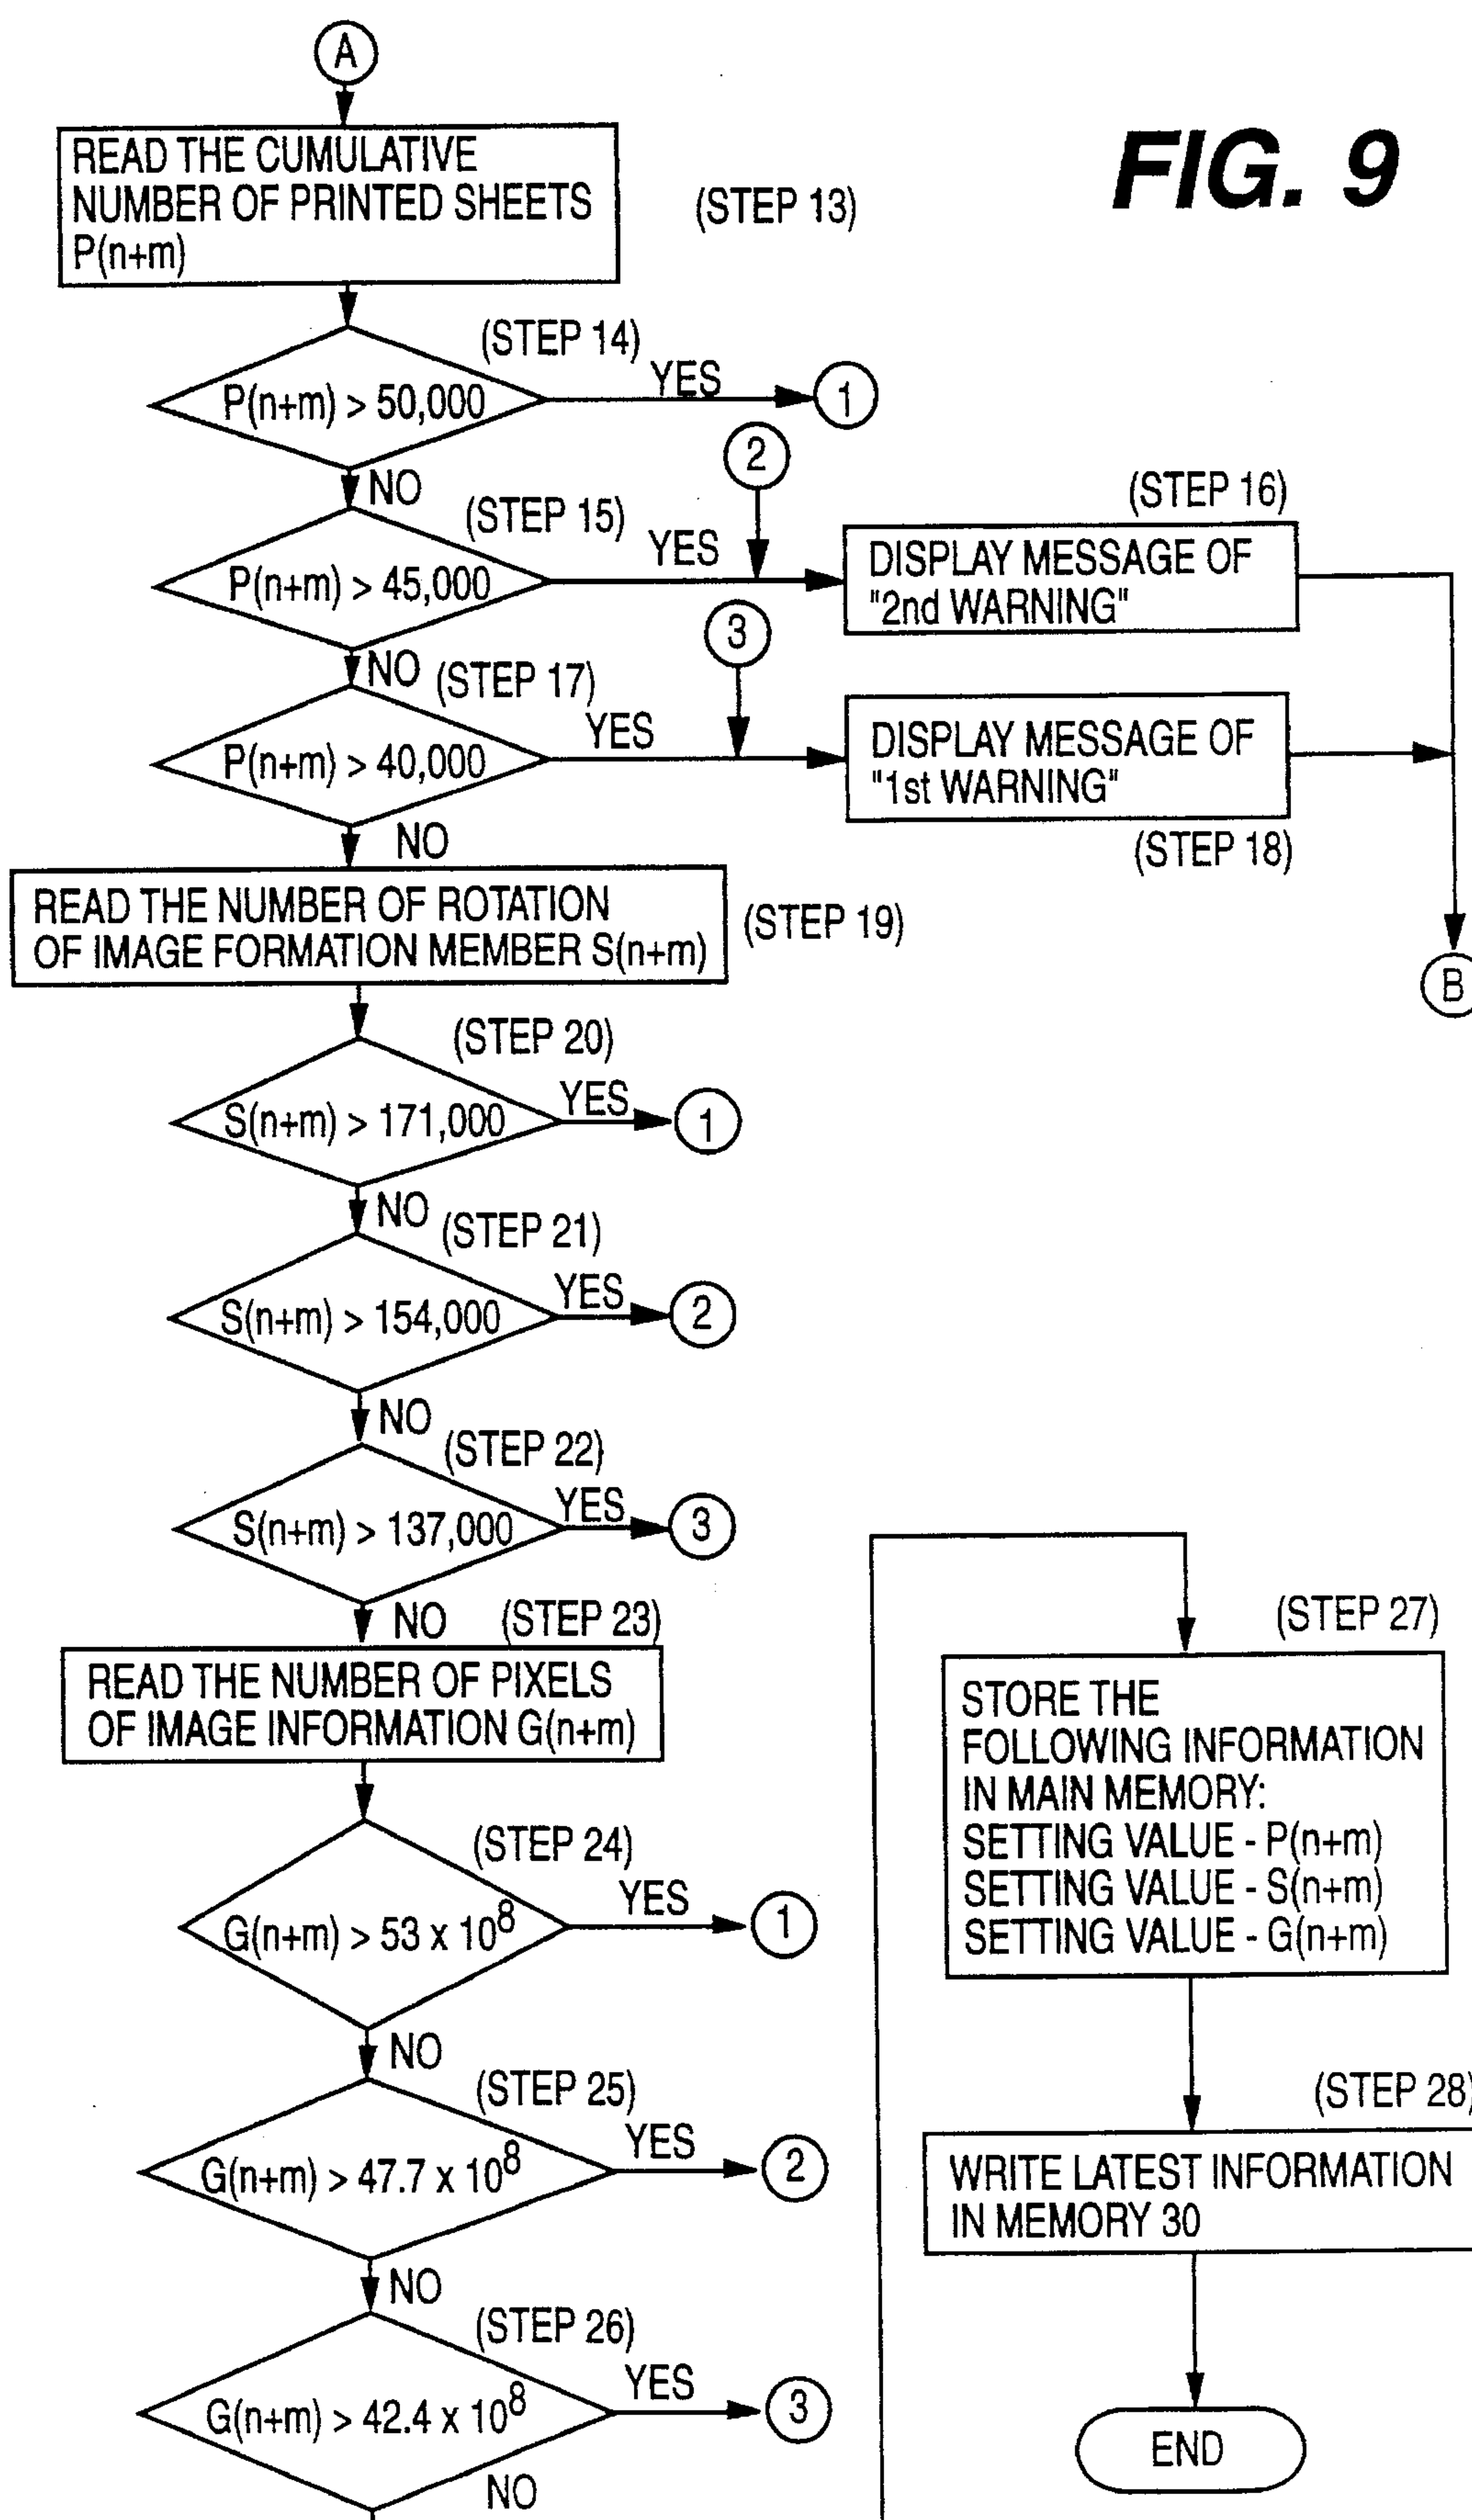 A
FIG. 9
READ THE CUMULATIVE
NUMBER OF PRINTED SHEETS
P(n+m)
(STEP 13)
(STEP 14)
P(n+m) > 50,000
YES
1
NO
2
(STEP 15)
P(n+m) > 45,000
YES
(STEP 16)
DISPLAY MESSAGE OF
"2nd WARNING"
NO
3
(STEP 17)
P(n+m) > 40,000
YES
DISPLAY MESSAGE OF
"1st WARNING"
(STEP 18)
NO
READ THE NUMBER OF ROTATION
OF IMAGE FORMATION MEMBER S(n+m)
(STEP 19)
B
(STEP 20)
S(n+m) > 171,000
YES
1
NO
(STEP 21)
S(n+m) > 154,000
YES
2
NO
(STEP 22)
S(n+m) > 137,000
YES
3
NO
(STEP 23)
READ THE NUMBER OF PIXELS
OF IMAGE INFORMATION G(n+m)
(STEP 24)
G(n+m) > 53 x 10⁸
YES
1
NO
(STEP 25)
G(n+m) > 47.7 x 10⁸
YES
2
NO
(STEP 26)
G(n+m) > 42.4 x 10⁸
YES
3
NO
(STEP 27)
STORE THE
FOLLOWING INFORMATION
IN MAIN MEMORY:
SETTING VALUE - P(n+m)
SETTING VALUE - S(n+m)
SETTING VALUE - G(n+m)
(STEP 28)
WRITE LATEST INFORMATION
IN MEMORY 30
END